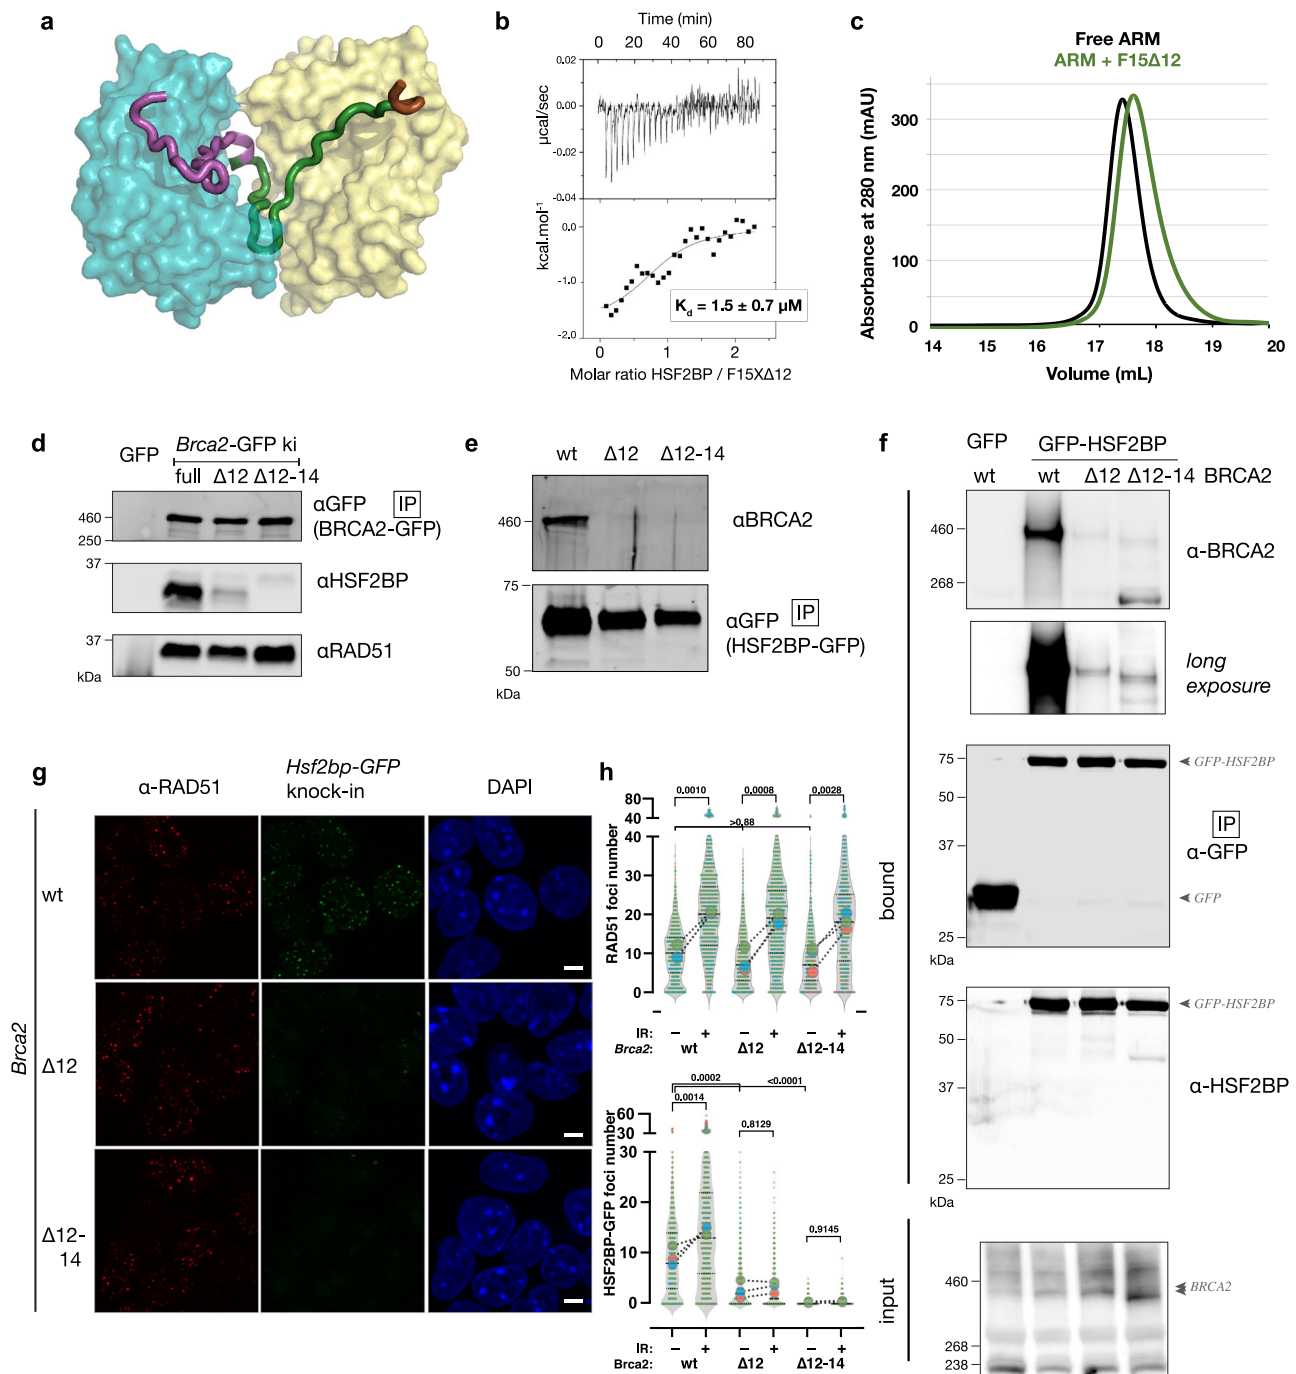 a
b
Time (min)
0 20 40 60 80
0.02
0.00
-0.02
-0.04
µcal/sec
0.0
-1.0
-2.0
kcal.mol⁻¹
K_d = 1.5 ± 0.7 µM
0 1 2
Molar ratio HSF2BP / F15XΔ12
c
Free ARM
ARM + F15Δ12
Absorbance at 280 nm (mAU)
300
200
100
0
14 15 16 17 18 19 20
Volume (mL)
d
Brca2-GFP ki
GFP
full Δ12 Δ12-14
460
250
αGFP IP
(BRCA2-GFP)
37
αHSF2BP
37
αRAD51
kDa
e
wt Δ12 Δ12-14
460
αBRCA2
75
αGFP IP
(HSF2BP-GFP)
50
kDa
f
GFP GFP-HSF2BP
wt wt Δ12 Δ12-14 BRCA2
460
268
α-BRCA2
long
exposure
bound
75
GFP-HSF2BP
50
IP
37
α-GFP
GFP
25
kDa
75
GFP-HSF2BP
50
α-HSF2BP
37
25
kDa
input
460
BRCA2
268
238
g
α-RAD51
Hsf2bp-GFP
knock-in
DAPI
Brca2
wt
Δ12
Δ12-
14
h
0.0010 0.0008 0.0028
>0.88
80
40
40
30
20
10
0
RAD51 foci number
IR: – + – + – +
Brca2: wt Δ12 Δ12-14
0.0002 <0.0001
0.0014
0.8129
0.9145
60
30
30
20
10
0
HSF2BP-GFP foci number
IR: – + – + – +
Brca2: wt Δ12 Δ12-14